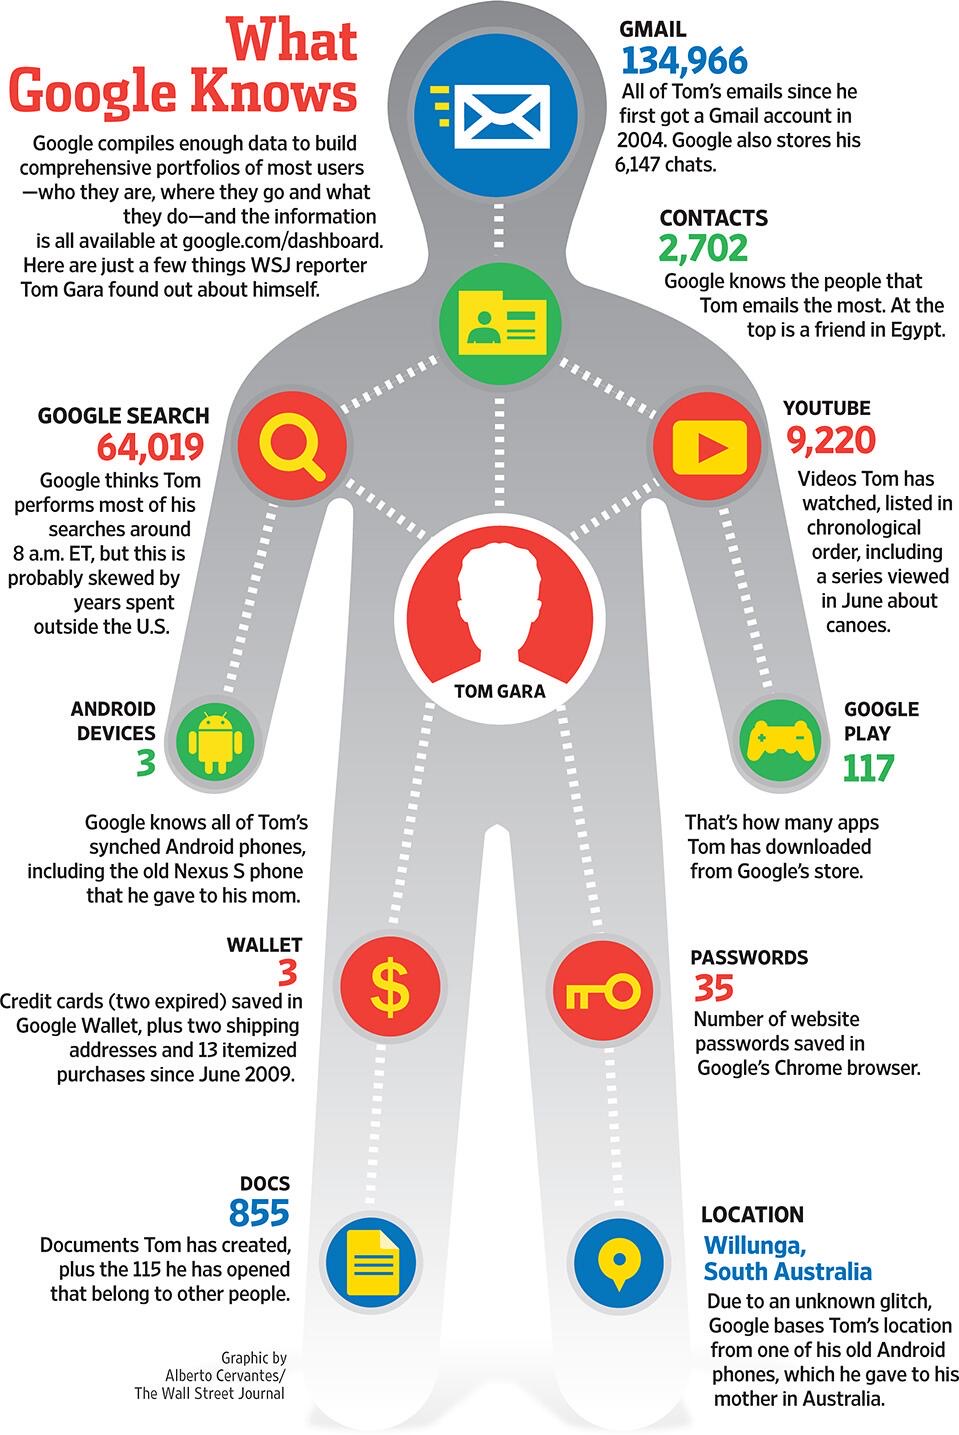 What
Google Knows
Google compiles enough data to build
comprehensive portfolios of most users
—who they are, where they go and what
they do—and the information
is all available at google.com/dashboard.
Here are just a few things WSJ reporter
Tom Gara found out about himself.
GMAIL
134,966
All of Tom's emails since he
first got a Gmail account in
2004. Google also stores his
6,147 chats.
CONTACTS
2,702
Google knows the people that
Tom emails the most. At the
top is a friend in Egypt.
GOOGLE SEARCH
64,019
Google thinks Tom
performs most of his
searches around
8 a.m. ET, but this is
probably skewed by
years spent
outside the U.S.
YOUTUBE
9,220
Videos Tom has
watched, listed in
chronological
order, including
a series viewed
in June about
canoes.
TOM GARA
ANDROID
DEVICES
3
Google knows all of Tom's
synched Android phones,
including the old Nexus S phone
that he gave to his mom.
GOOGLE
PLAY
117
That's how many apps
Tom has downloaded
from Google's store.
WALLET
3
Credit cards (two expired) saved in
Google Wallet, plus two shipping
addresses and 13 itemized
purchases since June 2009.
$
PASSWORDS
35
Number of website
passwords saved in
Google's Chrome browser.
DOCS
855
Documents Tom has created,
plus the 115 he has opened
that belong to other people.
LOCATION
Willunga,
South Australia
Due to an unknown glitch,
Google bases Tom's location
from one of his old Android
phones, which he gave to his
mother in Australia.
Graphic by
Alberto Cervantes/
The Wall Street Journal